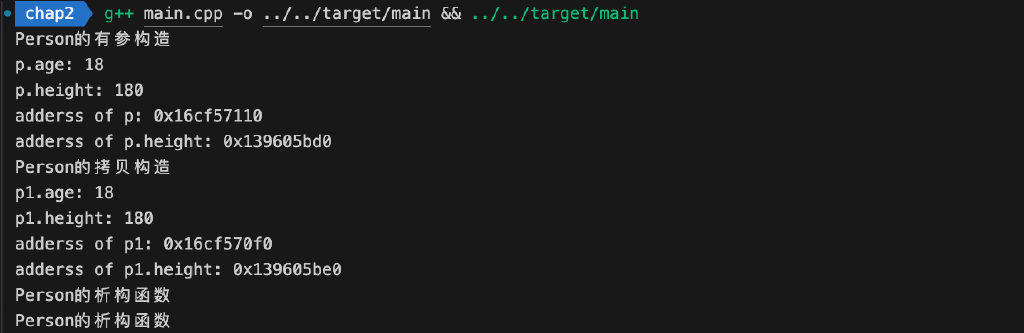 chap2 g++ main.cpp -o ../../target/main && ../../target/main
Person的有参构造
p.age: 18
p.height: 180
adderss of p: 0x16cf57110
adderss of p.height: 0x139605bd0
Person的拷贝构造
p1.age: 18
p1.height: 180
adderss of p1: 0x16cf570f0
adderss of p1.height: 0x139605be0
Person的析构函数
Person的析构函数